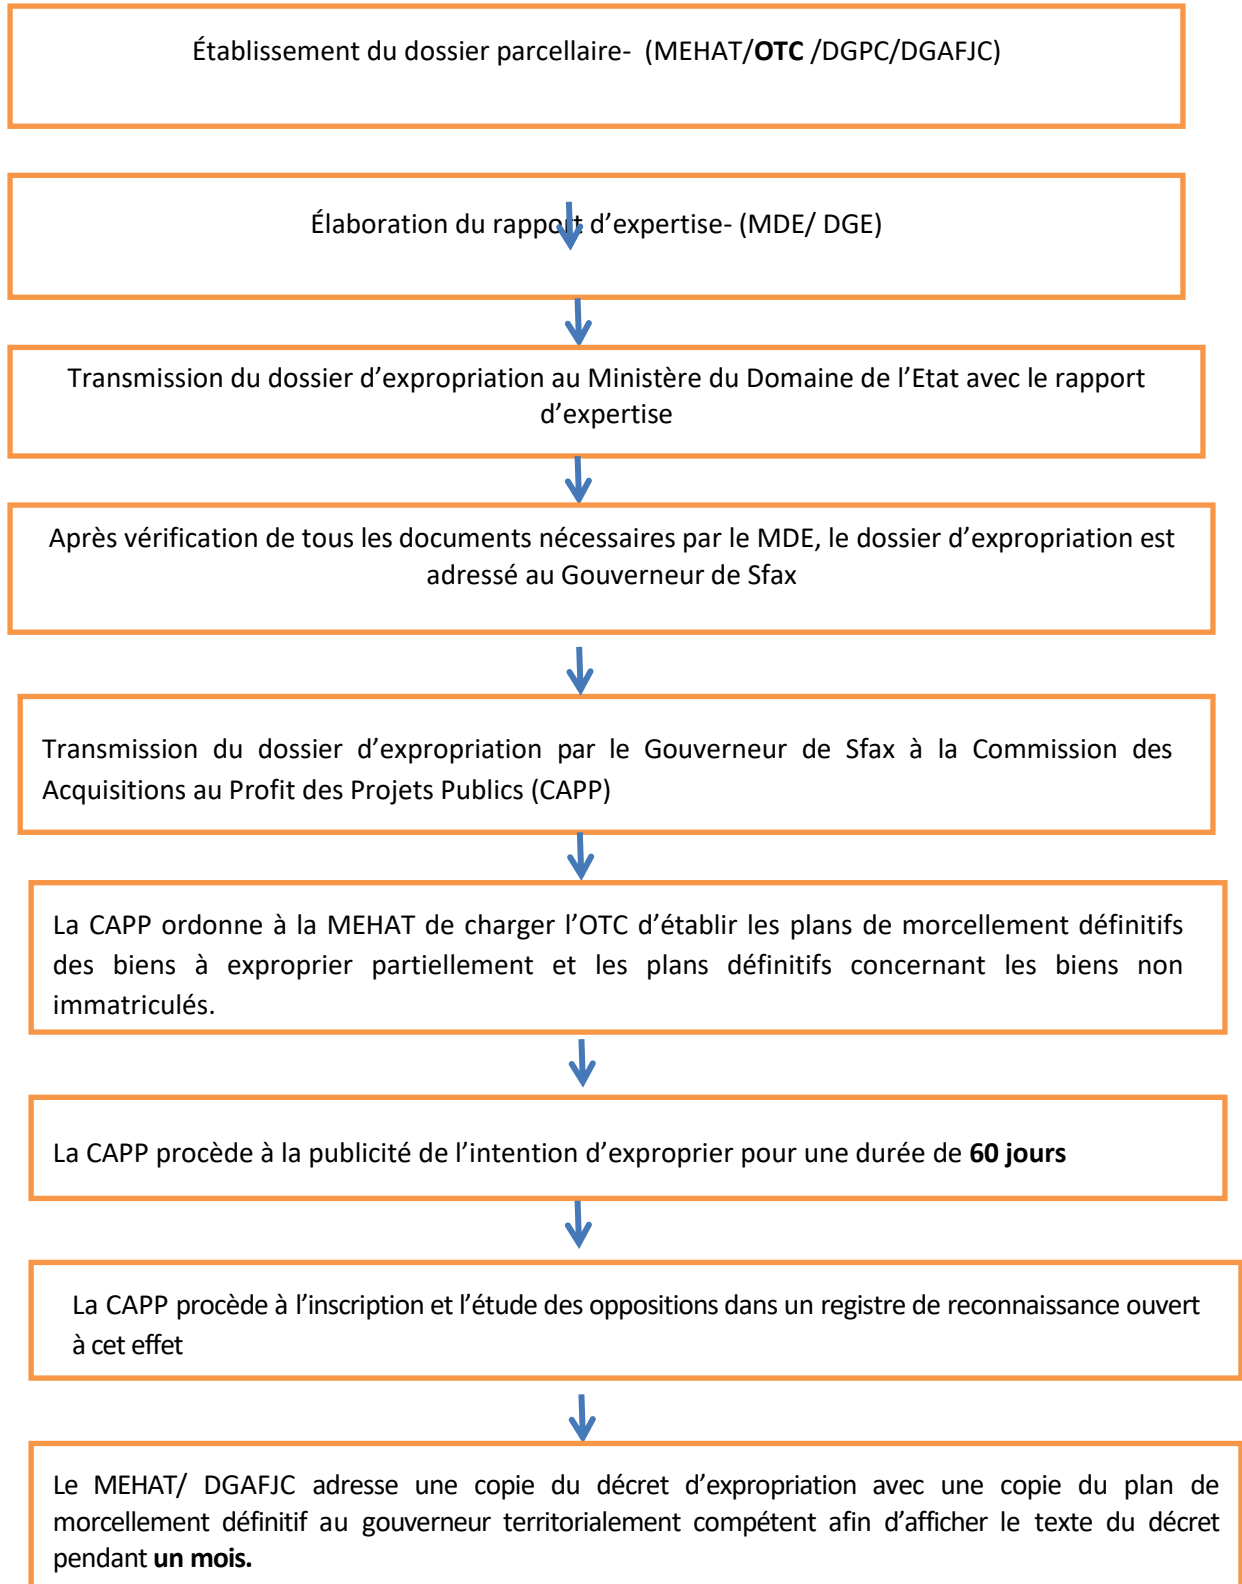 Établissement du dossier parcellaire- (MEHAT/OTC /DGPC/DGAFJC)
Élaboration du rapport d’expertise- (MDE/ DGE)
Transmission du dossier d’expropriation au Ministère du Domaine de l’Etat avec le rapport
d’expertise
Après vérification de tous les documents nécessaires par le MDE, le dossier d’expropriation est
adressé au Gouverneur de Sfax
Transmission du dossier d’expropriation par le Gouverneur de Sfax à la Commission des
Acquisitions au Profit des Projets Publics (CAPP)
La CAPP ordonne à la MEHAT de charger l’OTC d’établir les plans de morcellement définitifs
des biens à exproprier partiellement et les plans définitifs concernant les biens non
immatriculés.
La CAPP procède à la publicité de l’intention d’exproprier pour une durée de 60 jours
La CAPP procède à l’inscription et l’étude des oppositions dans un registre de reconnaissance ouvert
à cet effet
Le MEHAT/ DGAFJC adresse une copie du décret d’expropriation avec une copie du plan de
morcellement définitif au gouverneur territorialement compétent afin d’afficher le texte du décret
pendant un mois.